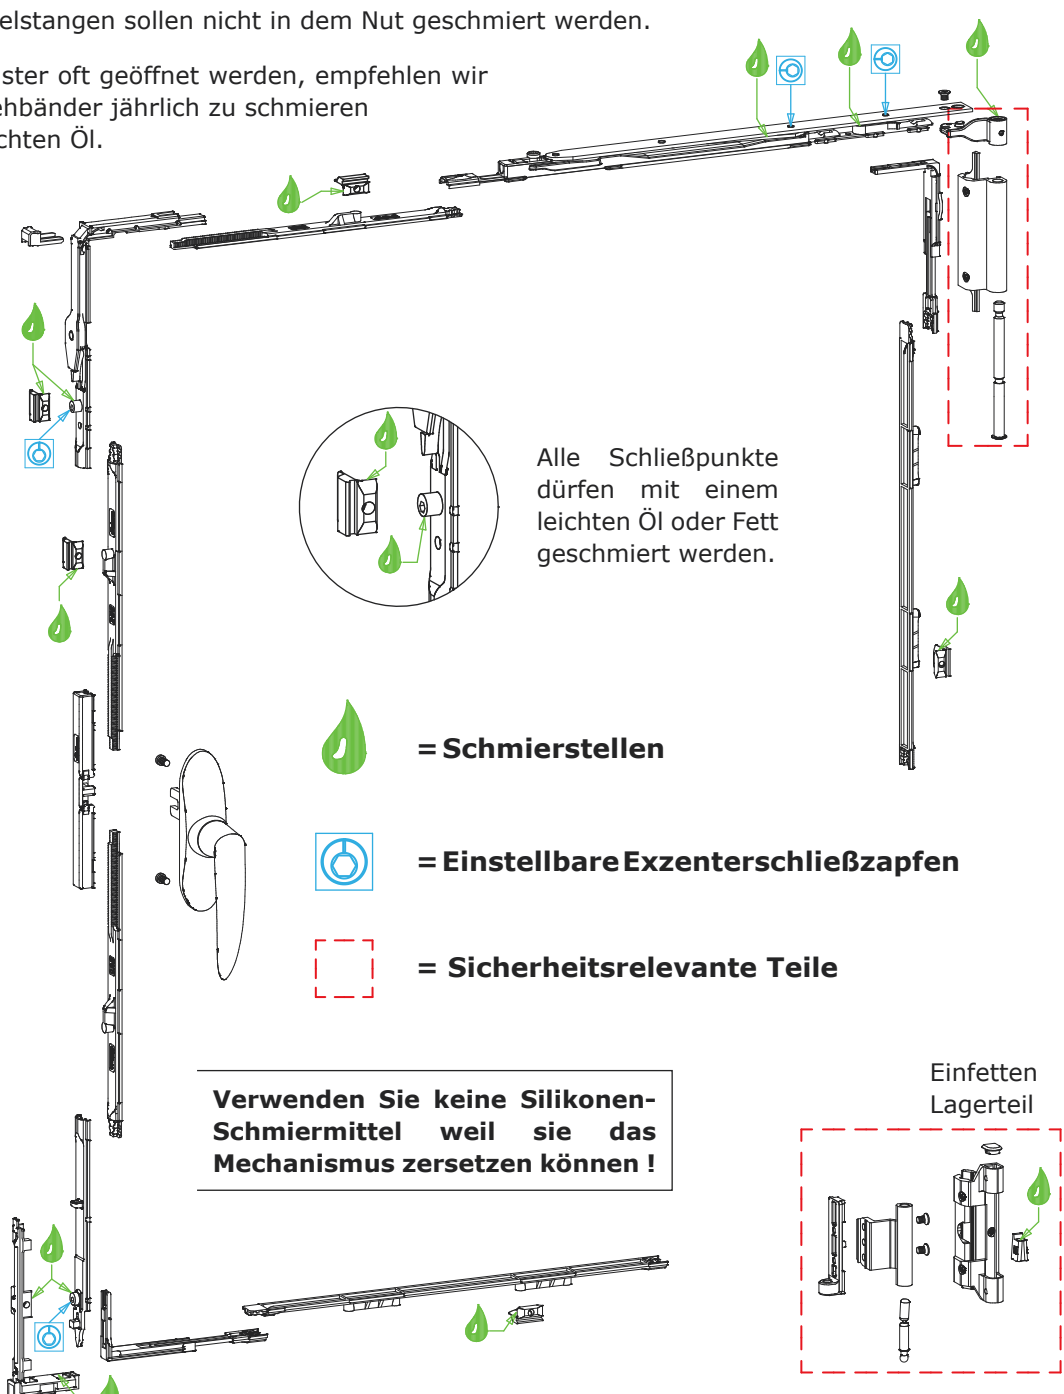 elstangen sollen nicht in dem Nut geschmiert werden.
ster oft geöffnet werden, empfehlen wir
ehbänder jährlich zu schmieren
chten Öl.
Alle Schließpunkte
dürfen mit einem
leichten Öl oder Fett
geschmiert werden.
= Schmierstellen
= Einstellbare Exzenterschließzapfen
= Sicherheitsrelevante Teile
Verwenden Sie keine Silikonen-
Schmiermittel weil sie das
Mechanismus zersetzen können !
Einfetten
Lagerteil